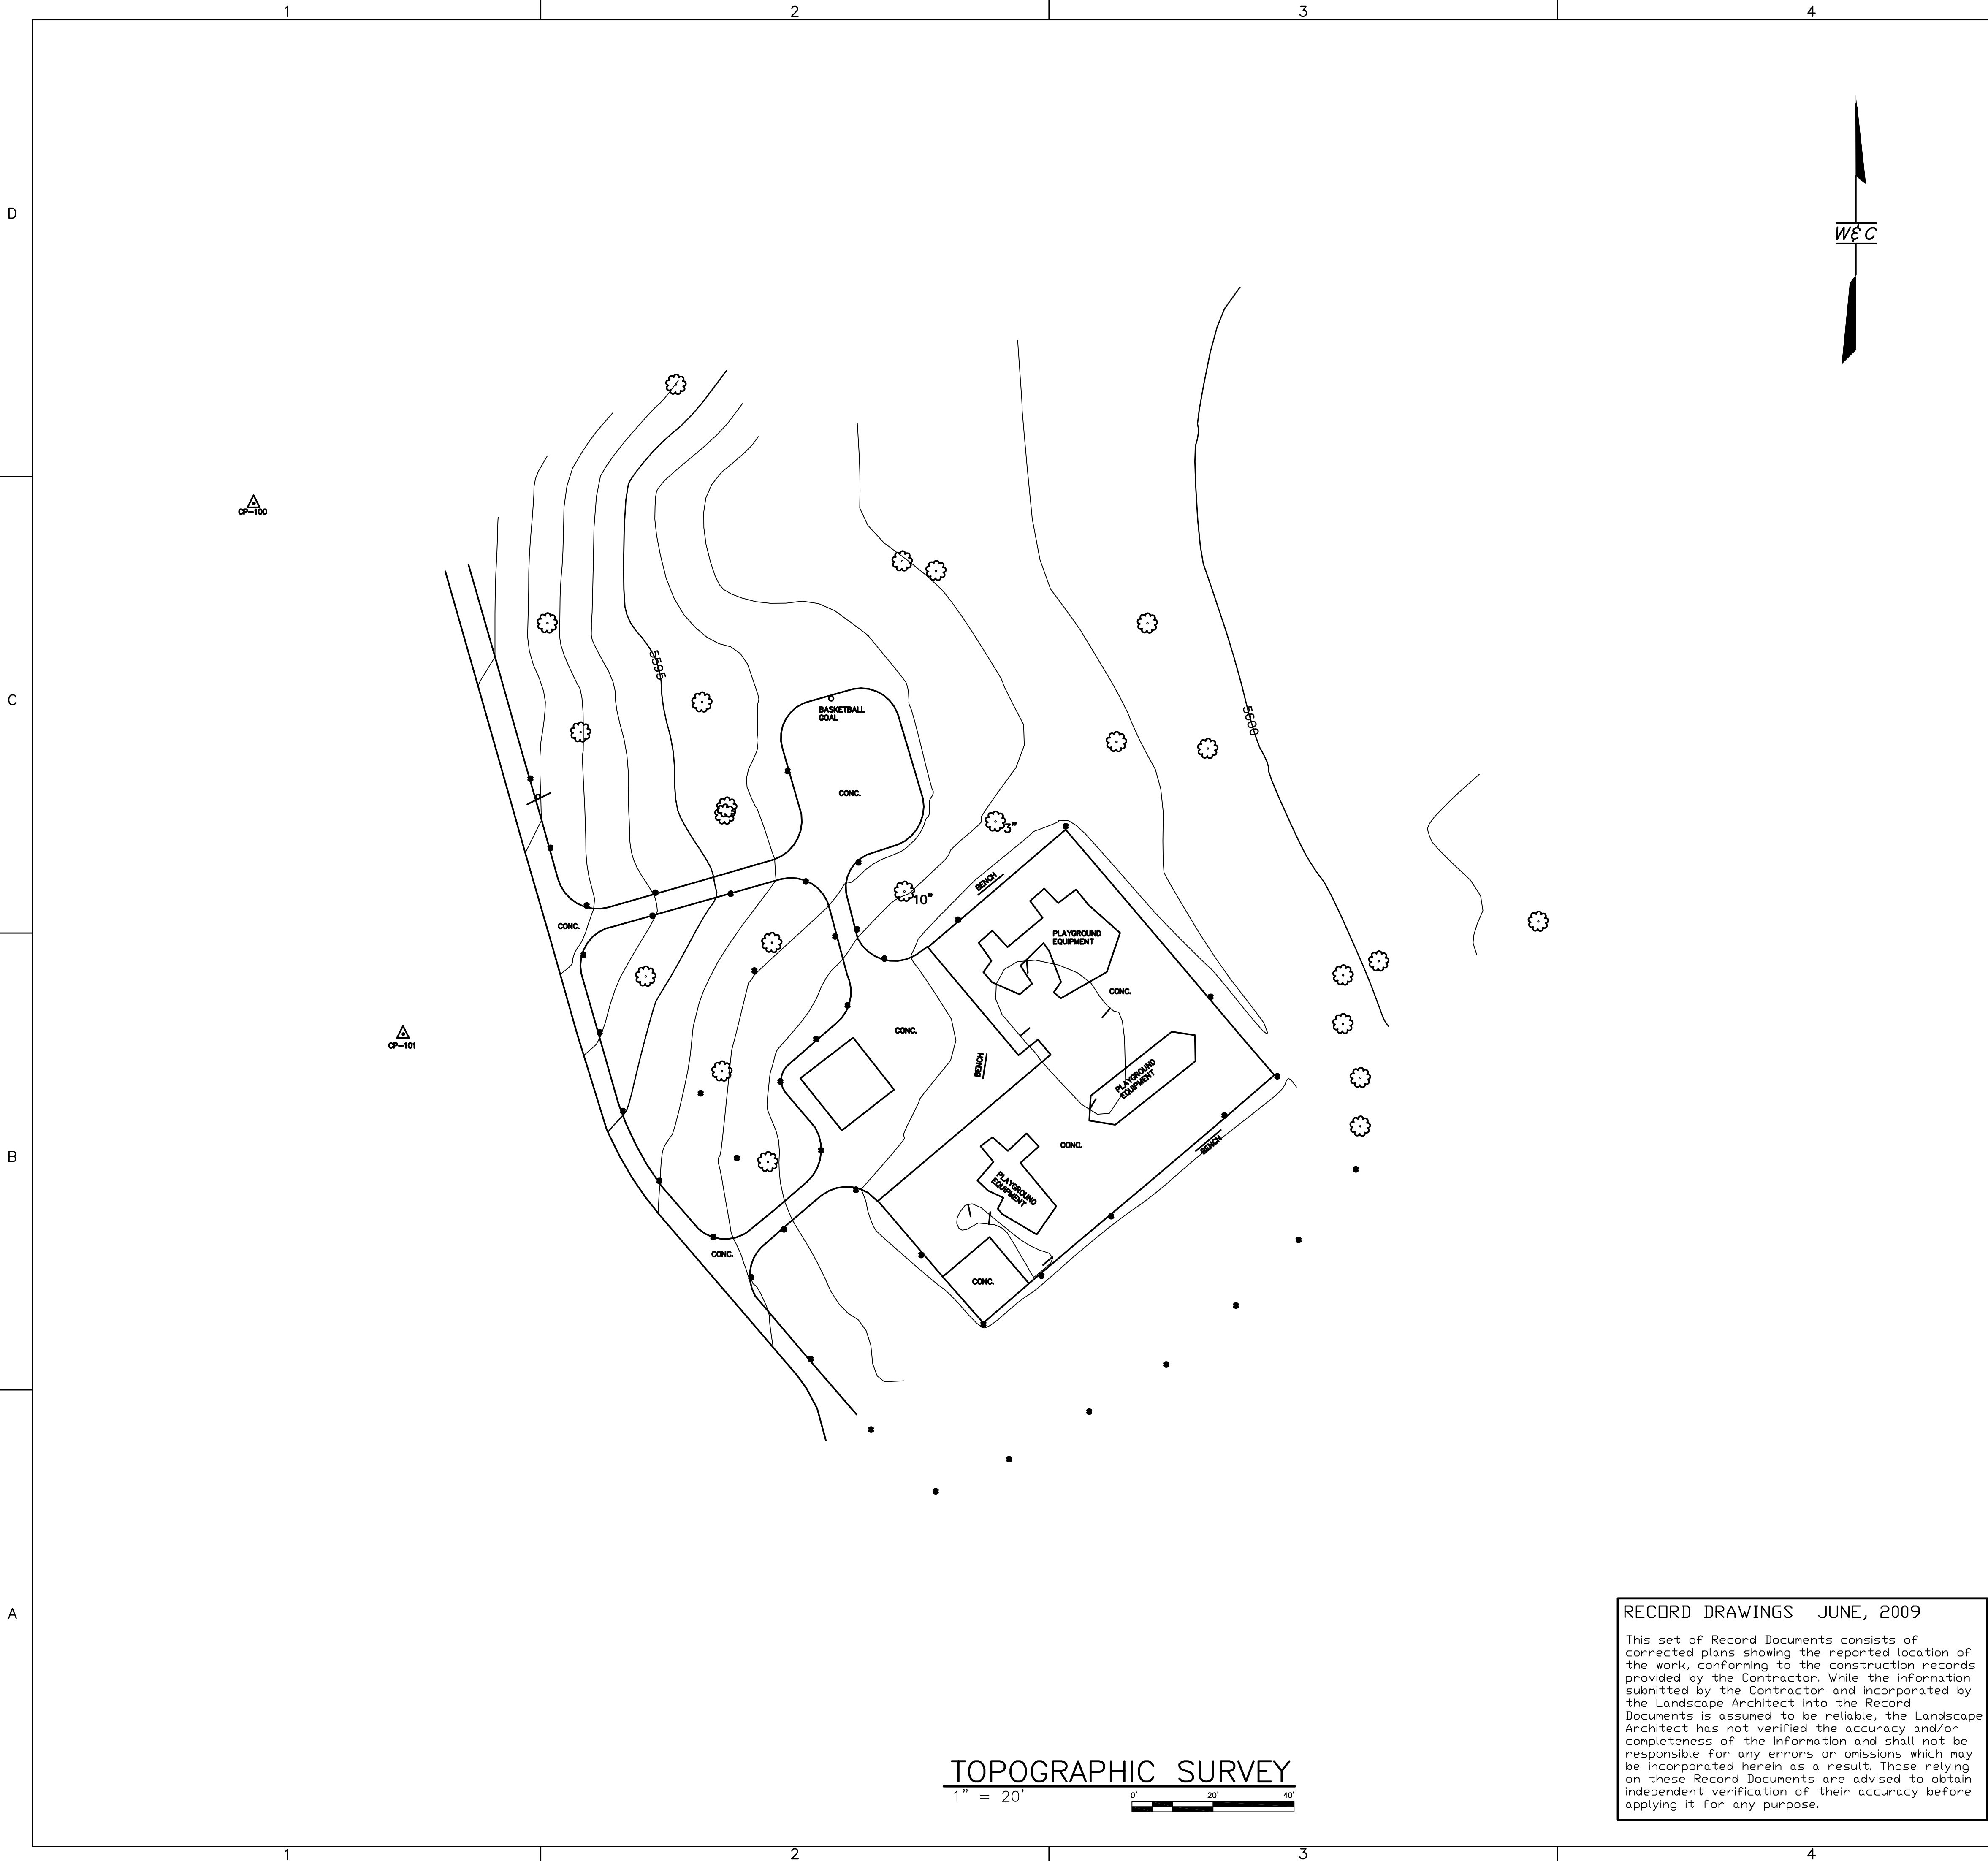 1 2 3 4
D
W&C
CP-100
C
5595
5600
BASKETBALL
GOAL
CONC.
3"
BENCH
10"
CONC.
PLAYGROUND
EQUIPMENT
CONC.
CONC.
CP-101
BENCH
PLAYGROUND
EQUIPMENT
B
CONC.
BENCH
PLAYGROUND
EQUIPMENT
CONC.
CONC.
A
RECORD DRAWINGS JUNE, 2009
This set of Record Documents consists of
corrected plans showing the reported location of
the work, conforming to the construction records
provided by the Contractor. While the information
submitted by the Contractor and incorporated by
the Landscape Architect into the Record
Documents is assumed to be reliable, the Landscape
Architect has not verified the accuracy and/or
completeness of the information and shall not be
responsible for any errors or omissions which may
be incorporated herein as a result. Those relying
on these Record Documents are advised to obtain
independent verification of their accuracy before
applying it for any purpose.
TOPOGRAPHIC SURVEY
1" = 20'
0' 20' 40'
1 2 3 4